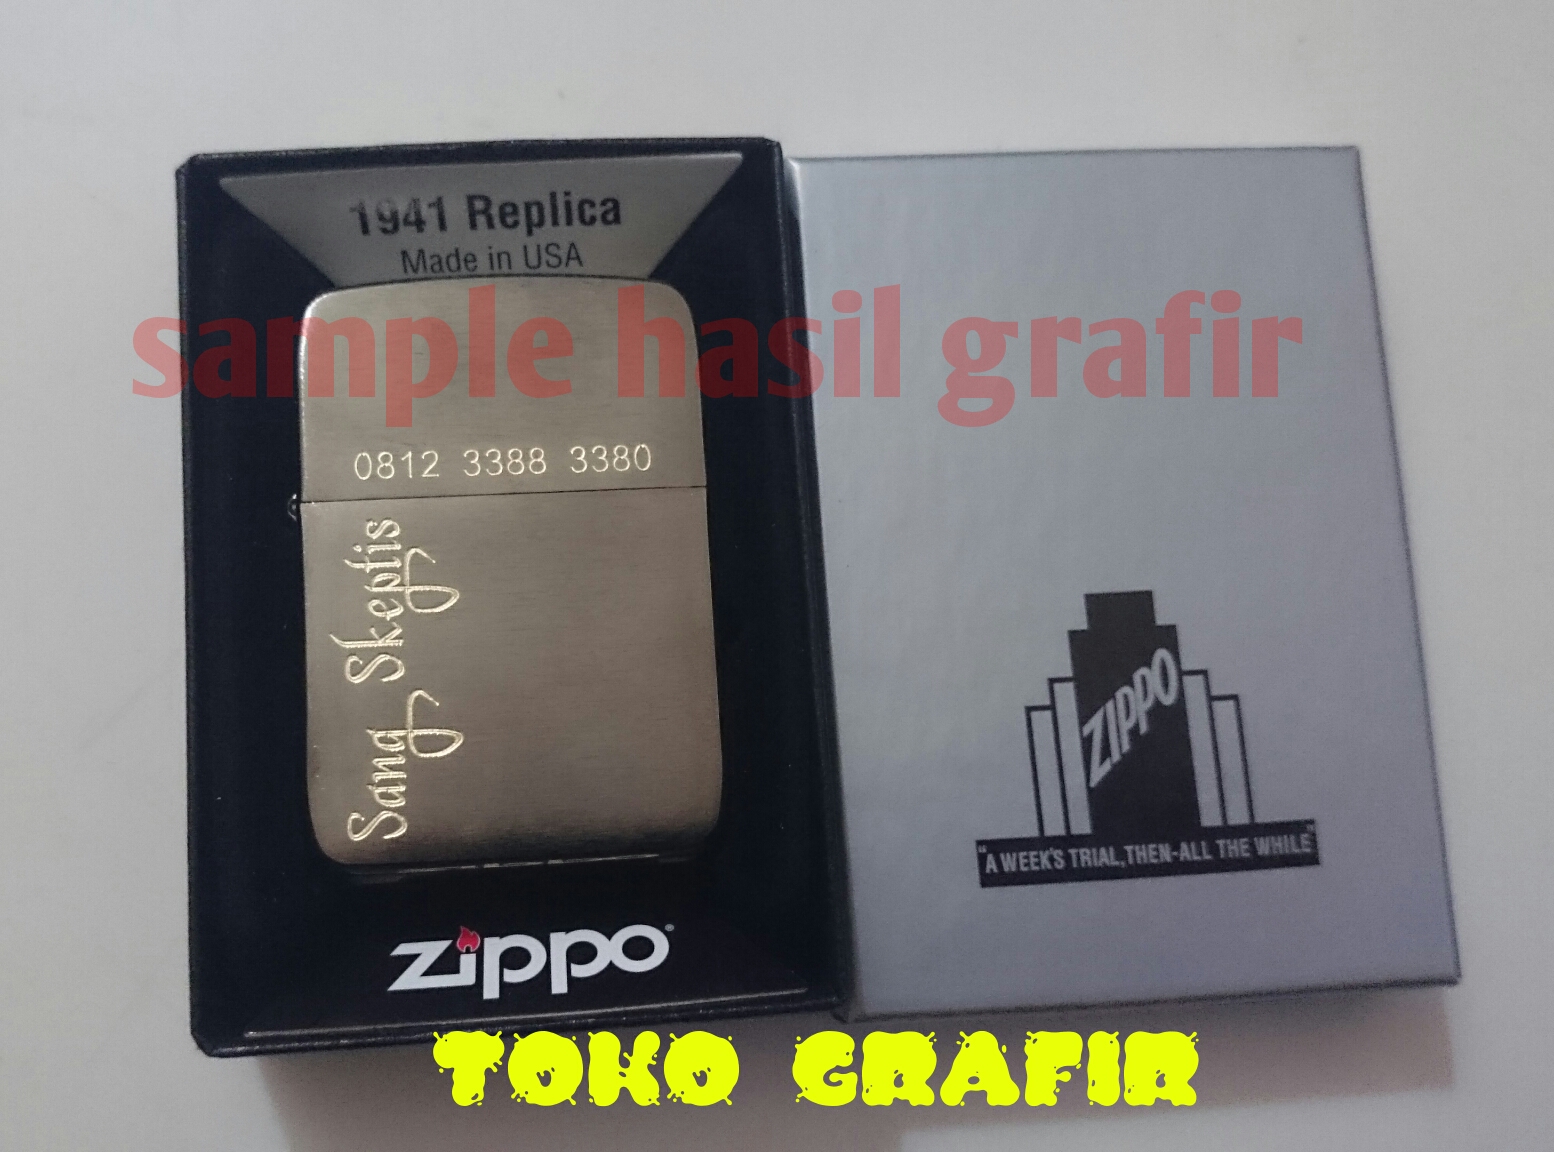 1941 Replica
Made in USA
sample hasil grafir
0812 3388 3380
Sang Skeptis
zippo
ZIPPO
"A WEEK'S TRIAL, THEN-ALL THE WHILE"
TOKO GRAFIR